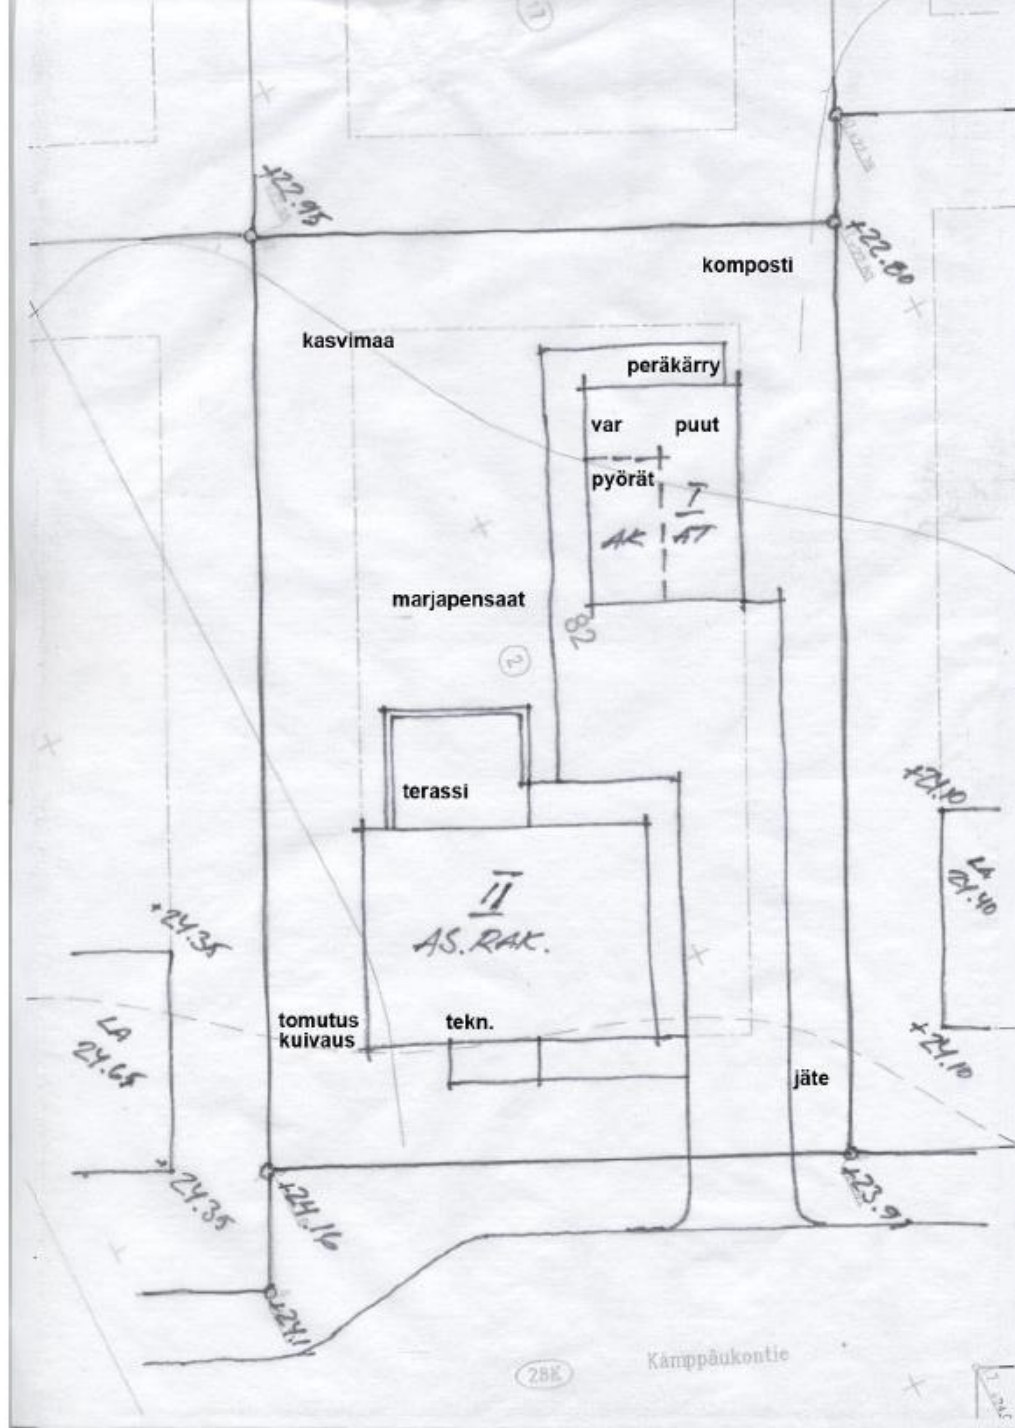 17
+22.95
+22.80
komposti
kasvimaa
peräkärry
var puut
pyörät
I
AK AT
marjapensaat
82
2
terassi
+24.10
LA
24.40
II
AS. RAK.
+24.35
LA
24.65
tomutus
kuivaus
tekn.
+24.10
jäte
+24.35
+24.16
+23.97
Kämppäukontie
28K